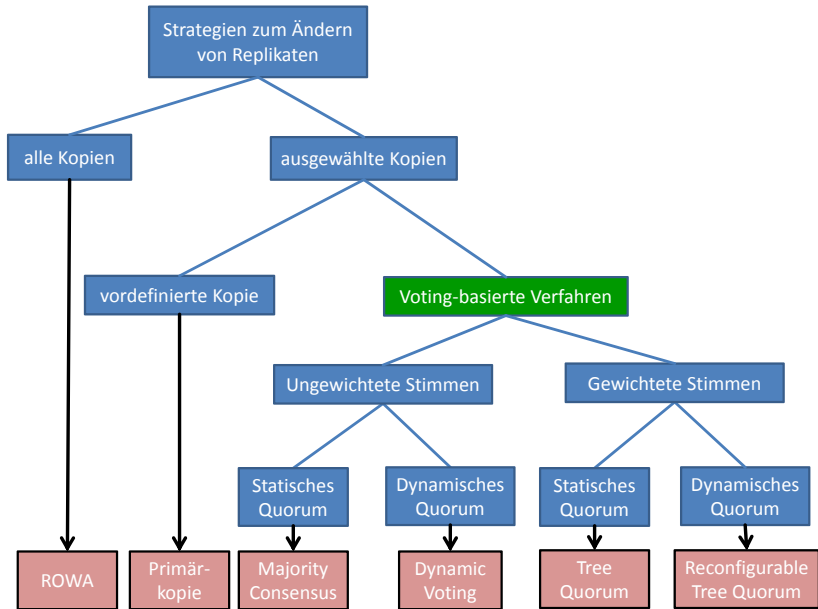 Strategien zum Ändern
von Replikaten
alle Kopien
ausgewählte Kopien
vordefinierte Kopie
Voting-basierte Verfahren
Ungewichtete Stimmen
Gewichtete Stimmen
Statisches
Quorum
Dynamisches
Quorum
Statisches
Quorum
Dynamisches
Quorum
ROWA
Primär-
kopie
Majority
Consensus
Dynamic
Voting
Tree
Quorum
Reconfigurable
Tree Quorum